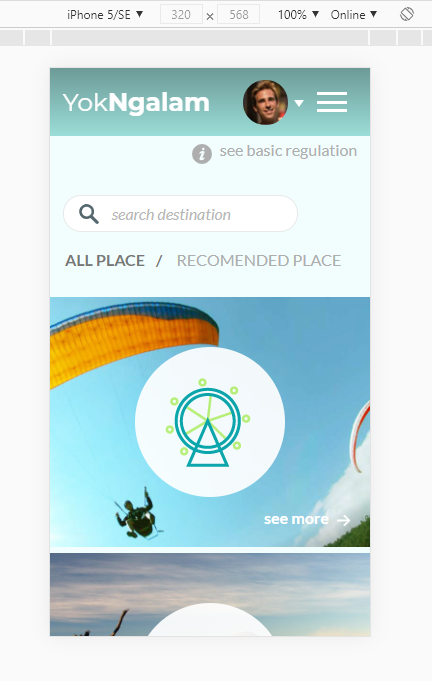 iPhone 5/SE ▼ 320 × 568 100% ▼ Online ▼
YokNgalam
i see basic regulation
search destination
ALL PLACE / RECOMENDED PLACE
see more →